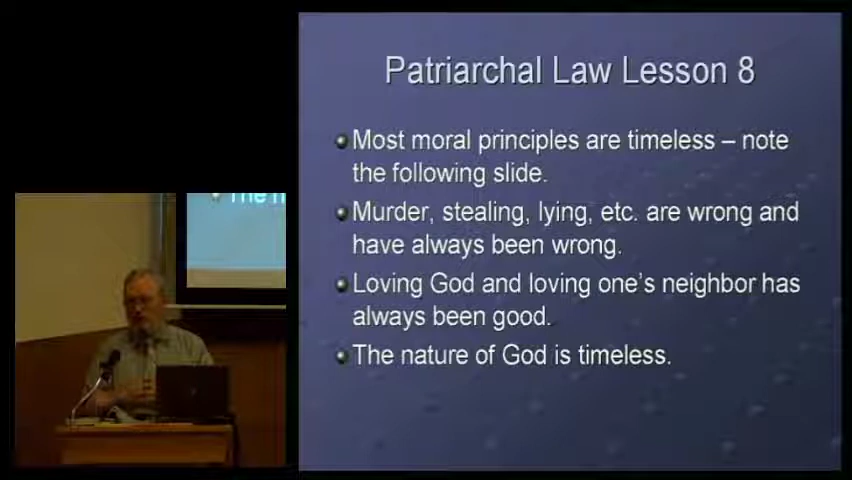 Patriarchal Law Lesson 8
Most moral principles are timeless – note
the following slide.
Murder, stealing, lying, etc. are wrong and
have always been wrong.
Loving God and loving one's neighbor has
always been good.
The nature of God is timeless.